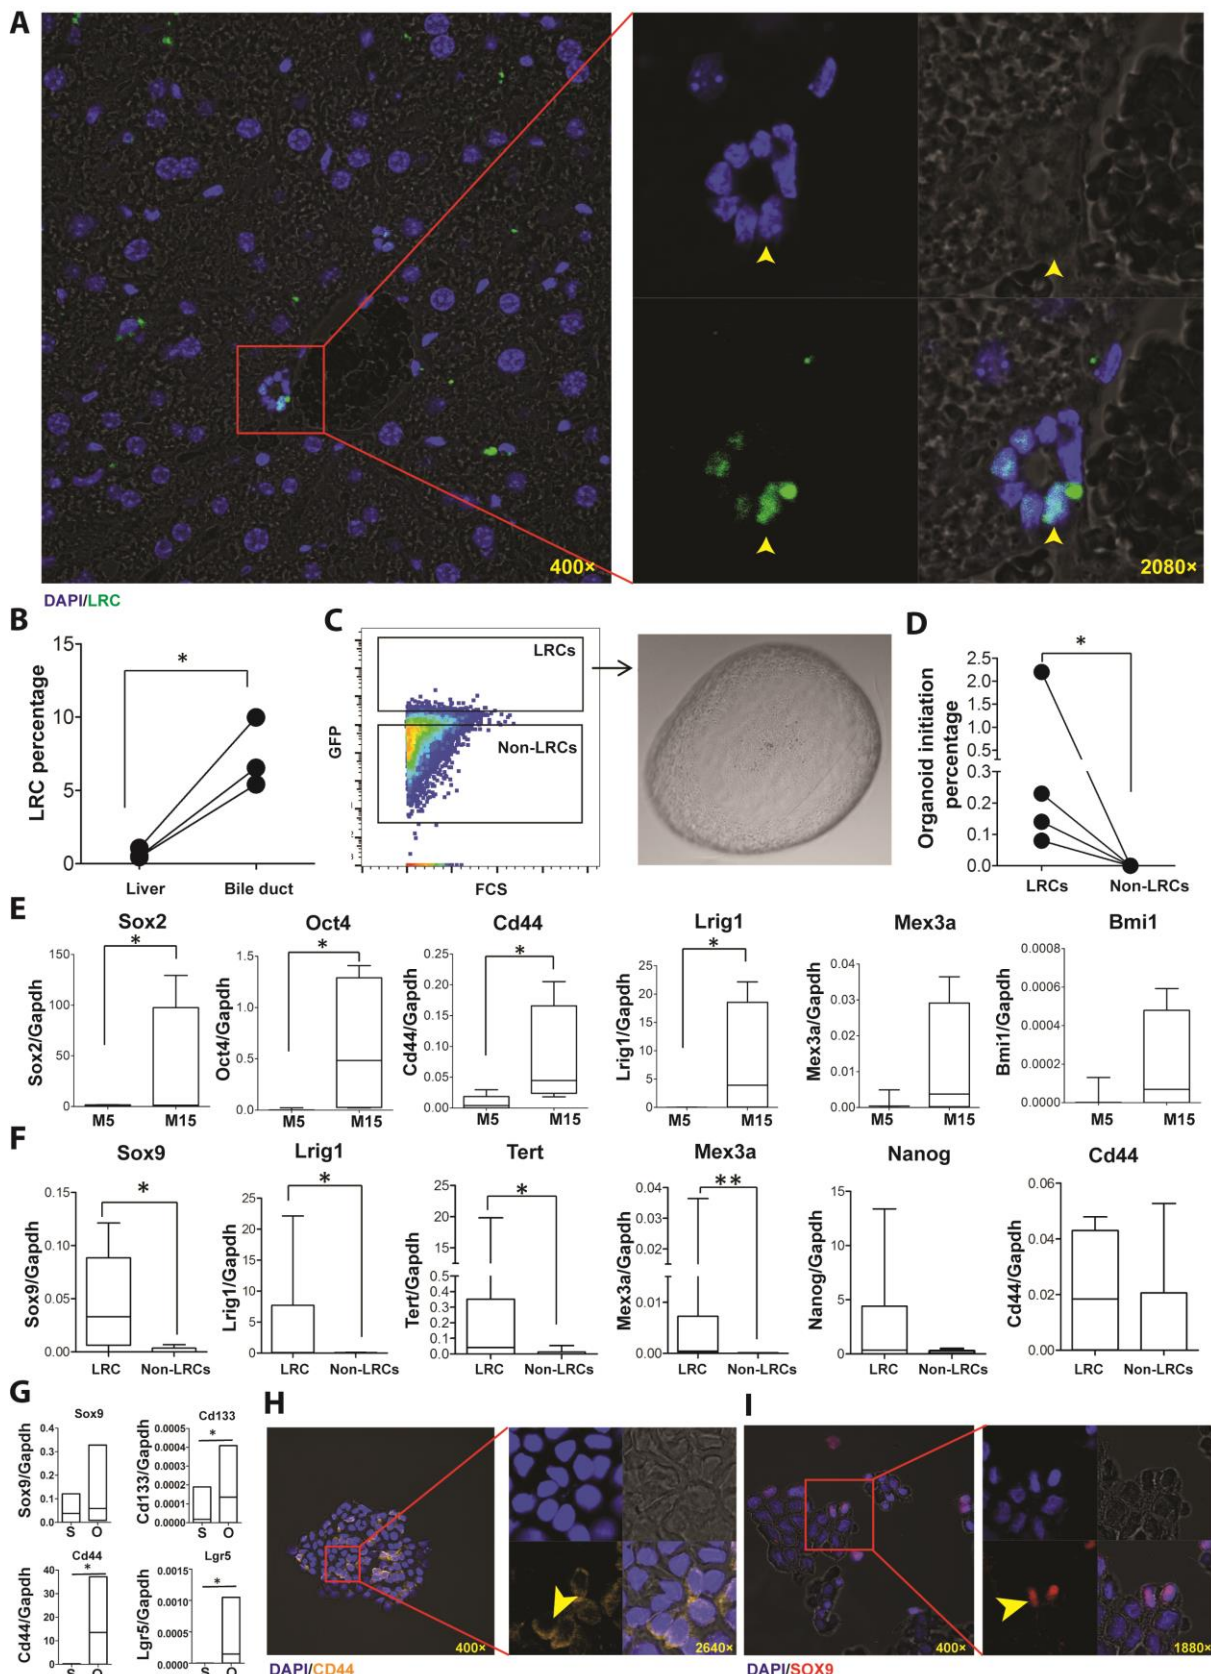 A
400×
2080×
DAPI/LRC
B
LRC percentage
15
10
5
0
Liver
Bile duct
*
C
GFP
LRCs
Non-LRCs
FCS
D
Organoid initiation
percentage
2.5
2.0
1.5
1.0
0.5
0.3
0.2
0.1
0.0
LRCs
Non-LRCs
*
E
Sox2
Sox2/Gapdh
150
100
50
0
M5
M15
*
Oct4
Oct4/Gapdh
1.5
1.0
0.5
0.0
M5
M15
*
Cd44
Cd44/Gapdh
0.25
0.20
0.15
0.10
0.05
0.00
M5
M15
*
Lrig1
Lrig1/Gapdh
25
20
15
10
5
0
M5
M15
*
Mex3a
Mex3a/Gapdh
0.04
0.03
0.02
0.01
0.00
M5
M15
Bmi1
Bmi1/Gapdh
0.0008
0.0006
0.0004
0.0002
0.0000
M5
M15
F
Sox9
Sox9/Gapdh
0.15
0.10
0.05
0.00
LRC
Non-LRCs
*
Lrig1
Lrig1/Gapdh
25
20
15
10
5
0
LRC
Non-LRCs
*
Tert
Tert/Gapdh
25
20
15
10
5
0.5
0.4
0.3
0.2
0.1
0.0
LRC
Non-LRCs
*
Mex3a
Mex3a/Gapdh
0.04
0.03
0.02
0.01
0.00
LRC
Non-LRCs
**
Nanog
Nanog/Gapdh
15
10
5
0
LRC
Non-LRCs
Cd44
Cd44/Gapdh
0.06
0.04
0.02
0.00
LRC
Non-LRCs
G
Sox9
Sox9/Gapdh
0.4
0.3
0.2
0.1
0.0
S
O
Cd133
Cd133/Gapdh
0.0005
0.0004
0.0003
0.0002
0.0001
0.0000
S
O
*
Cd44
Cd44/Gapdh
40
30
20
10
0
S
O
*
Lgr5
Lgr5/Gapdh
0.0015
0.0010
0.0005
0.0000
S
O
*
H
400×
2640×
DAPI/CD44
I
400×
1880×
DAPI/SOX9